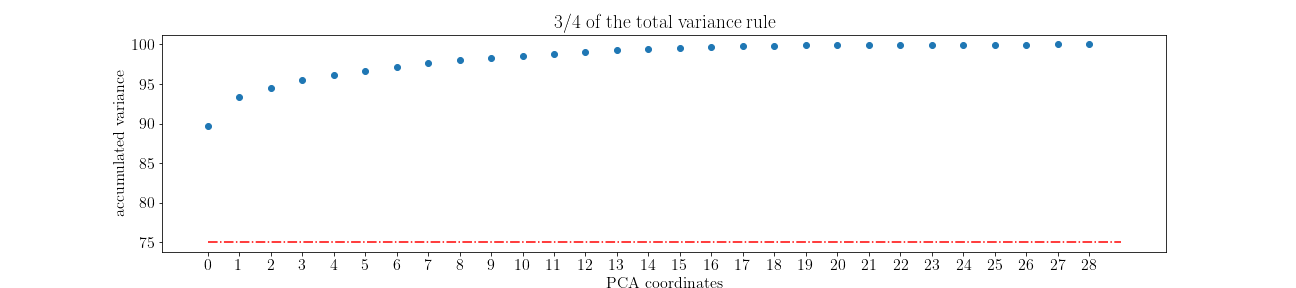 3/4 of the total variance rule
accumulated variance
100
95
90
85
80
75
0 1 2 3 4 5 6 7 8 9 10 11 12 13 14 15 16 17 18 19 20 21 22 23 24 25 26 27 28
PCA coordinates